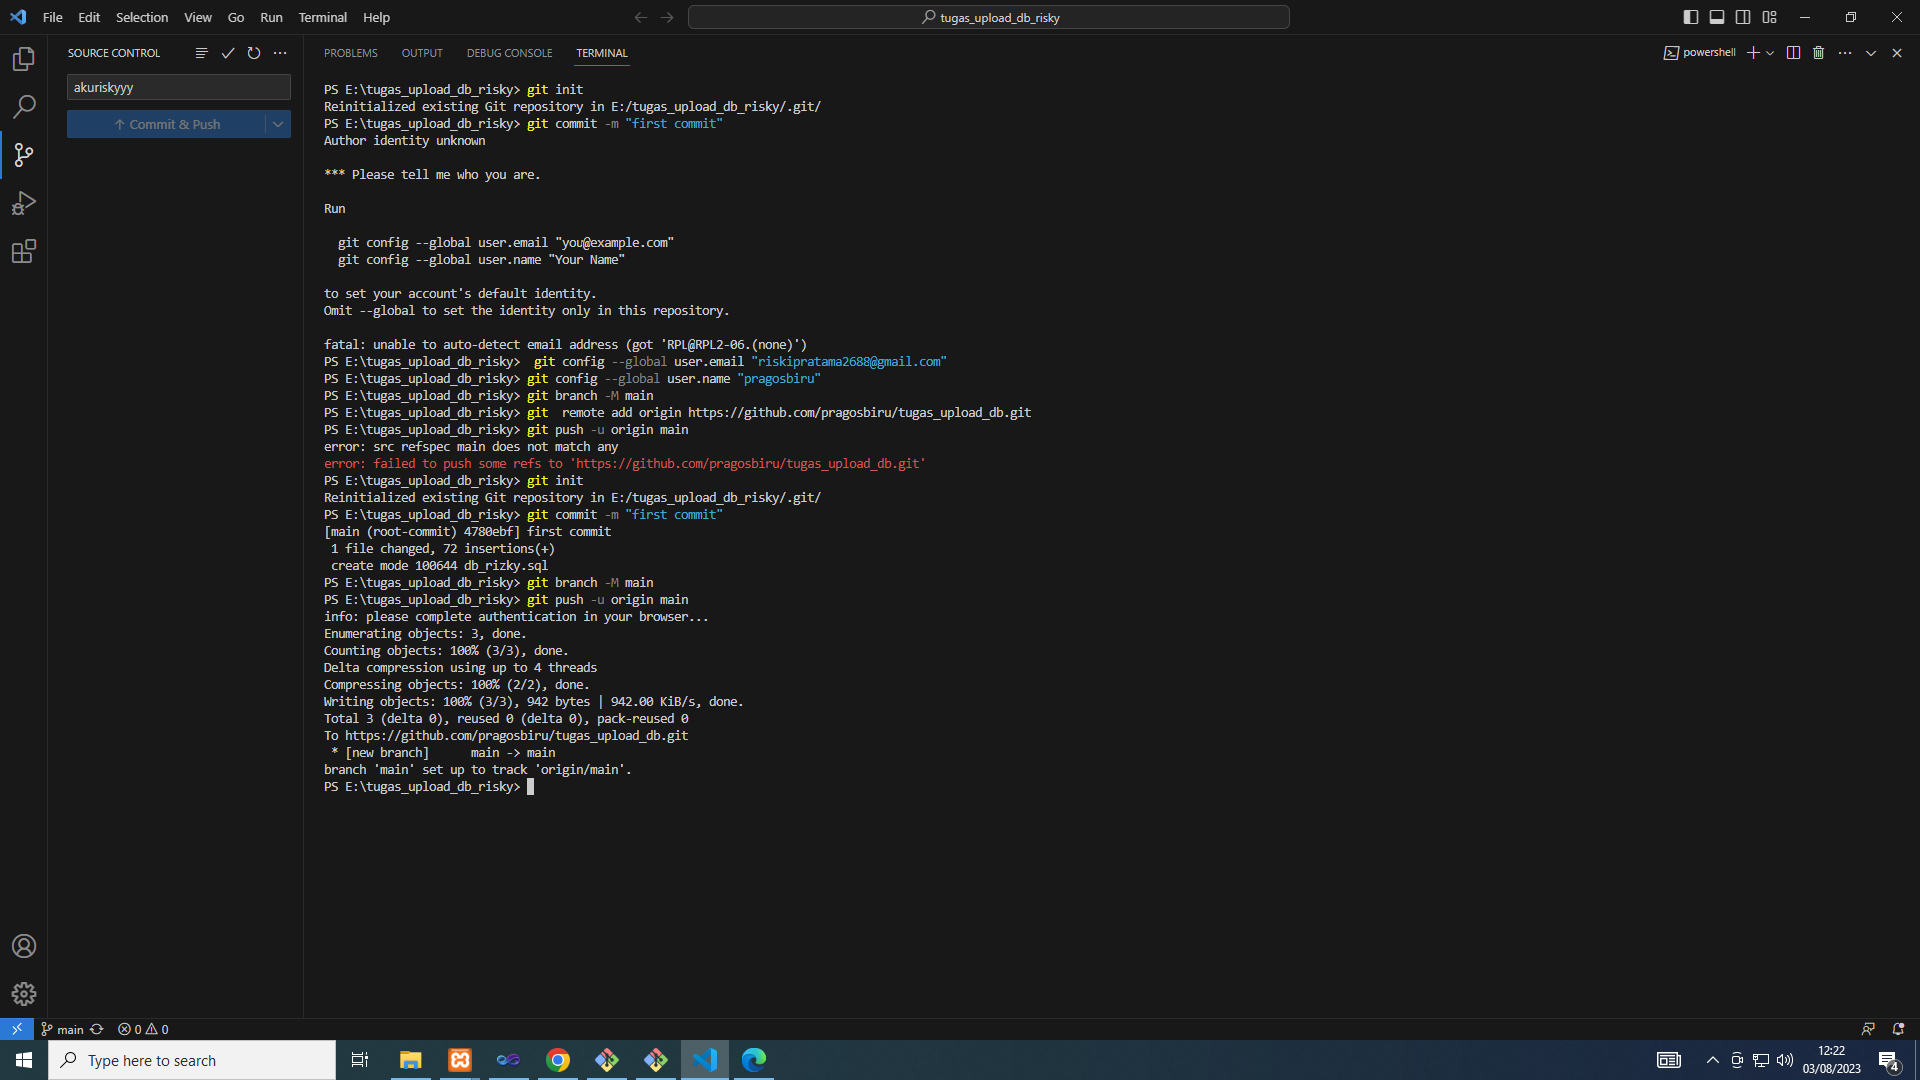 File Edit Selection View Go Run Terminal Help
tugas_upload_db_risky
SOURCE CONTROL
akuriskyyy
Commit & Push
PROBLEMS OUTPUT DEBUG CONSOLE TERMINAL
powershell
PS E:\tugas_upload_db_risky> git init
Reinitialized existing Git repository in E:/tugas_upload_db_risky/.git/
PS E:\tugas_upload_db_risky> git commit -m "first commit"
Author identity unknown
*** Please tell me who you are.
Run
git config --global user.email "you@example.com"
git config --global user.name "Your Name"
to set your account's default identity.
Omit --global to set the identity only in this repository.
fatal: unable to auto-detect email address (got 'RPL@RPL2-06.(none)')
PS E:\tugas_upload_db_risky>  git config --global user.email "riskipratama2688@gmail.com"
PS E:\tugas_upload_db_risky> git config --global user.name "pragosbiru"
PS E:\tugas_upload_db_risky> git branch -M main
PS E:\tugas_upload_db_risky> git  remote add origin https://github.com/pragosbiru/tugas_upload_db.git
PS E:\tugas_upload_db_risky> git push -u origin main
error: src refspec main does not match any
error: failed to push some refs to 'https://github.com/pragosbiru/tugas_upload_db.git'
PS E:\tugas_upload_db_risky> git init
Reinitialized existing Git repository in E:/tugas_upload_db_risky/.git/
PS E:\tugas_upload_db_risky> git commit -m "first commit"
[main (root-commit) 4780ebf] first commit
1 file changed, 72 insertions(+)
create mode 100644 db_rizky.sql
PS E:\tugas_upload_db_risky> git branch -M main
PS E:\tugas_upload_db_risky> git push -u origin main
info: please complete authentication in your browser...
Enumerating objects: 3, done.
Counting objects: 100% (3/3), done.
Delta compression using up to 4 threads
Compressing objects: 100% (2/2), done.
Writing objects: 100% (3/3), 942 bytes | 942.00 KiB/s, done.
Total 3 (delta 0), reused 0 (delta 0), pack-reused 0
To https://github.com/pragosbiru/tugas_upload_db.git
* [new branch]      main -> main
branch 'main' set up to track 'origin/main'.
PS E:\tugas_upload_db_risky>
main 0 0
Type here to search
12:22
03/08/2023
4